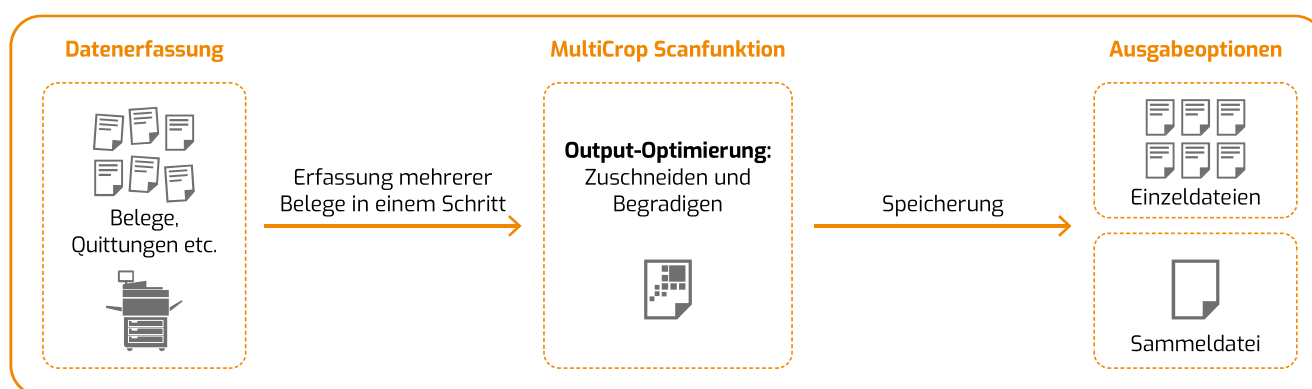 Datenerfassung
Belege,
Quittungen etc.
Erfassung mehrerer
Belege in einem Schritt
MultiCrop Scanfunktion
Output-Optimierung:
Zuschneiden und
Begradigen
Speicherung
Ausgabeoptionen
Einzeldateien
Sammeldatei